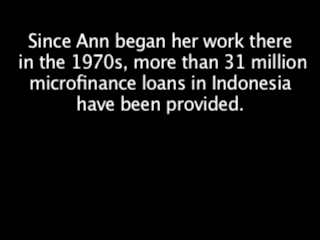 Since Ann began her work there
in the 1970s, more than 31 million
microfinance loans in Indonesia
have been provided.